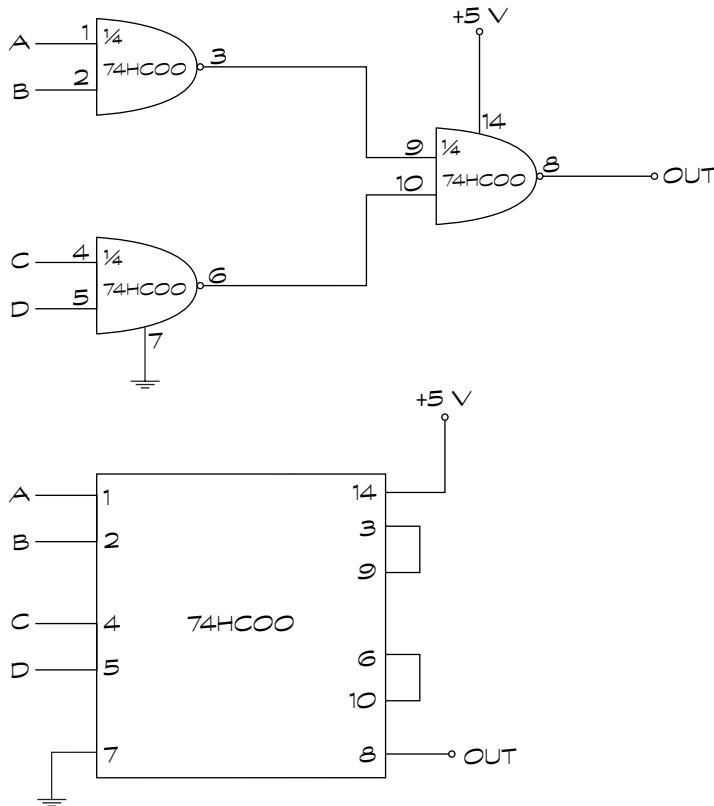 +5 V
A 1 ¼
74HC00 3
B 2
14
9 ¼
74HC00 8 OUT
10
C 4 ¼
74HC00 6
D 5
7
+5 V
A 1 14
3
B 2
9
C 4 74HC00
6
D 5
10
7 8 OUT